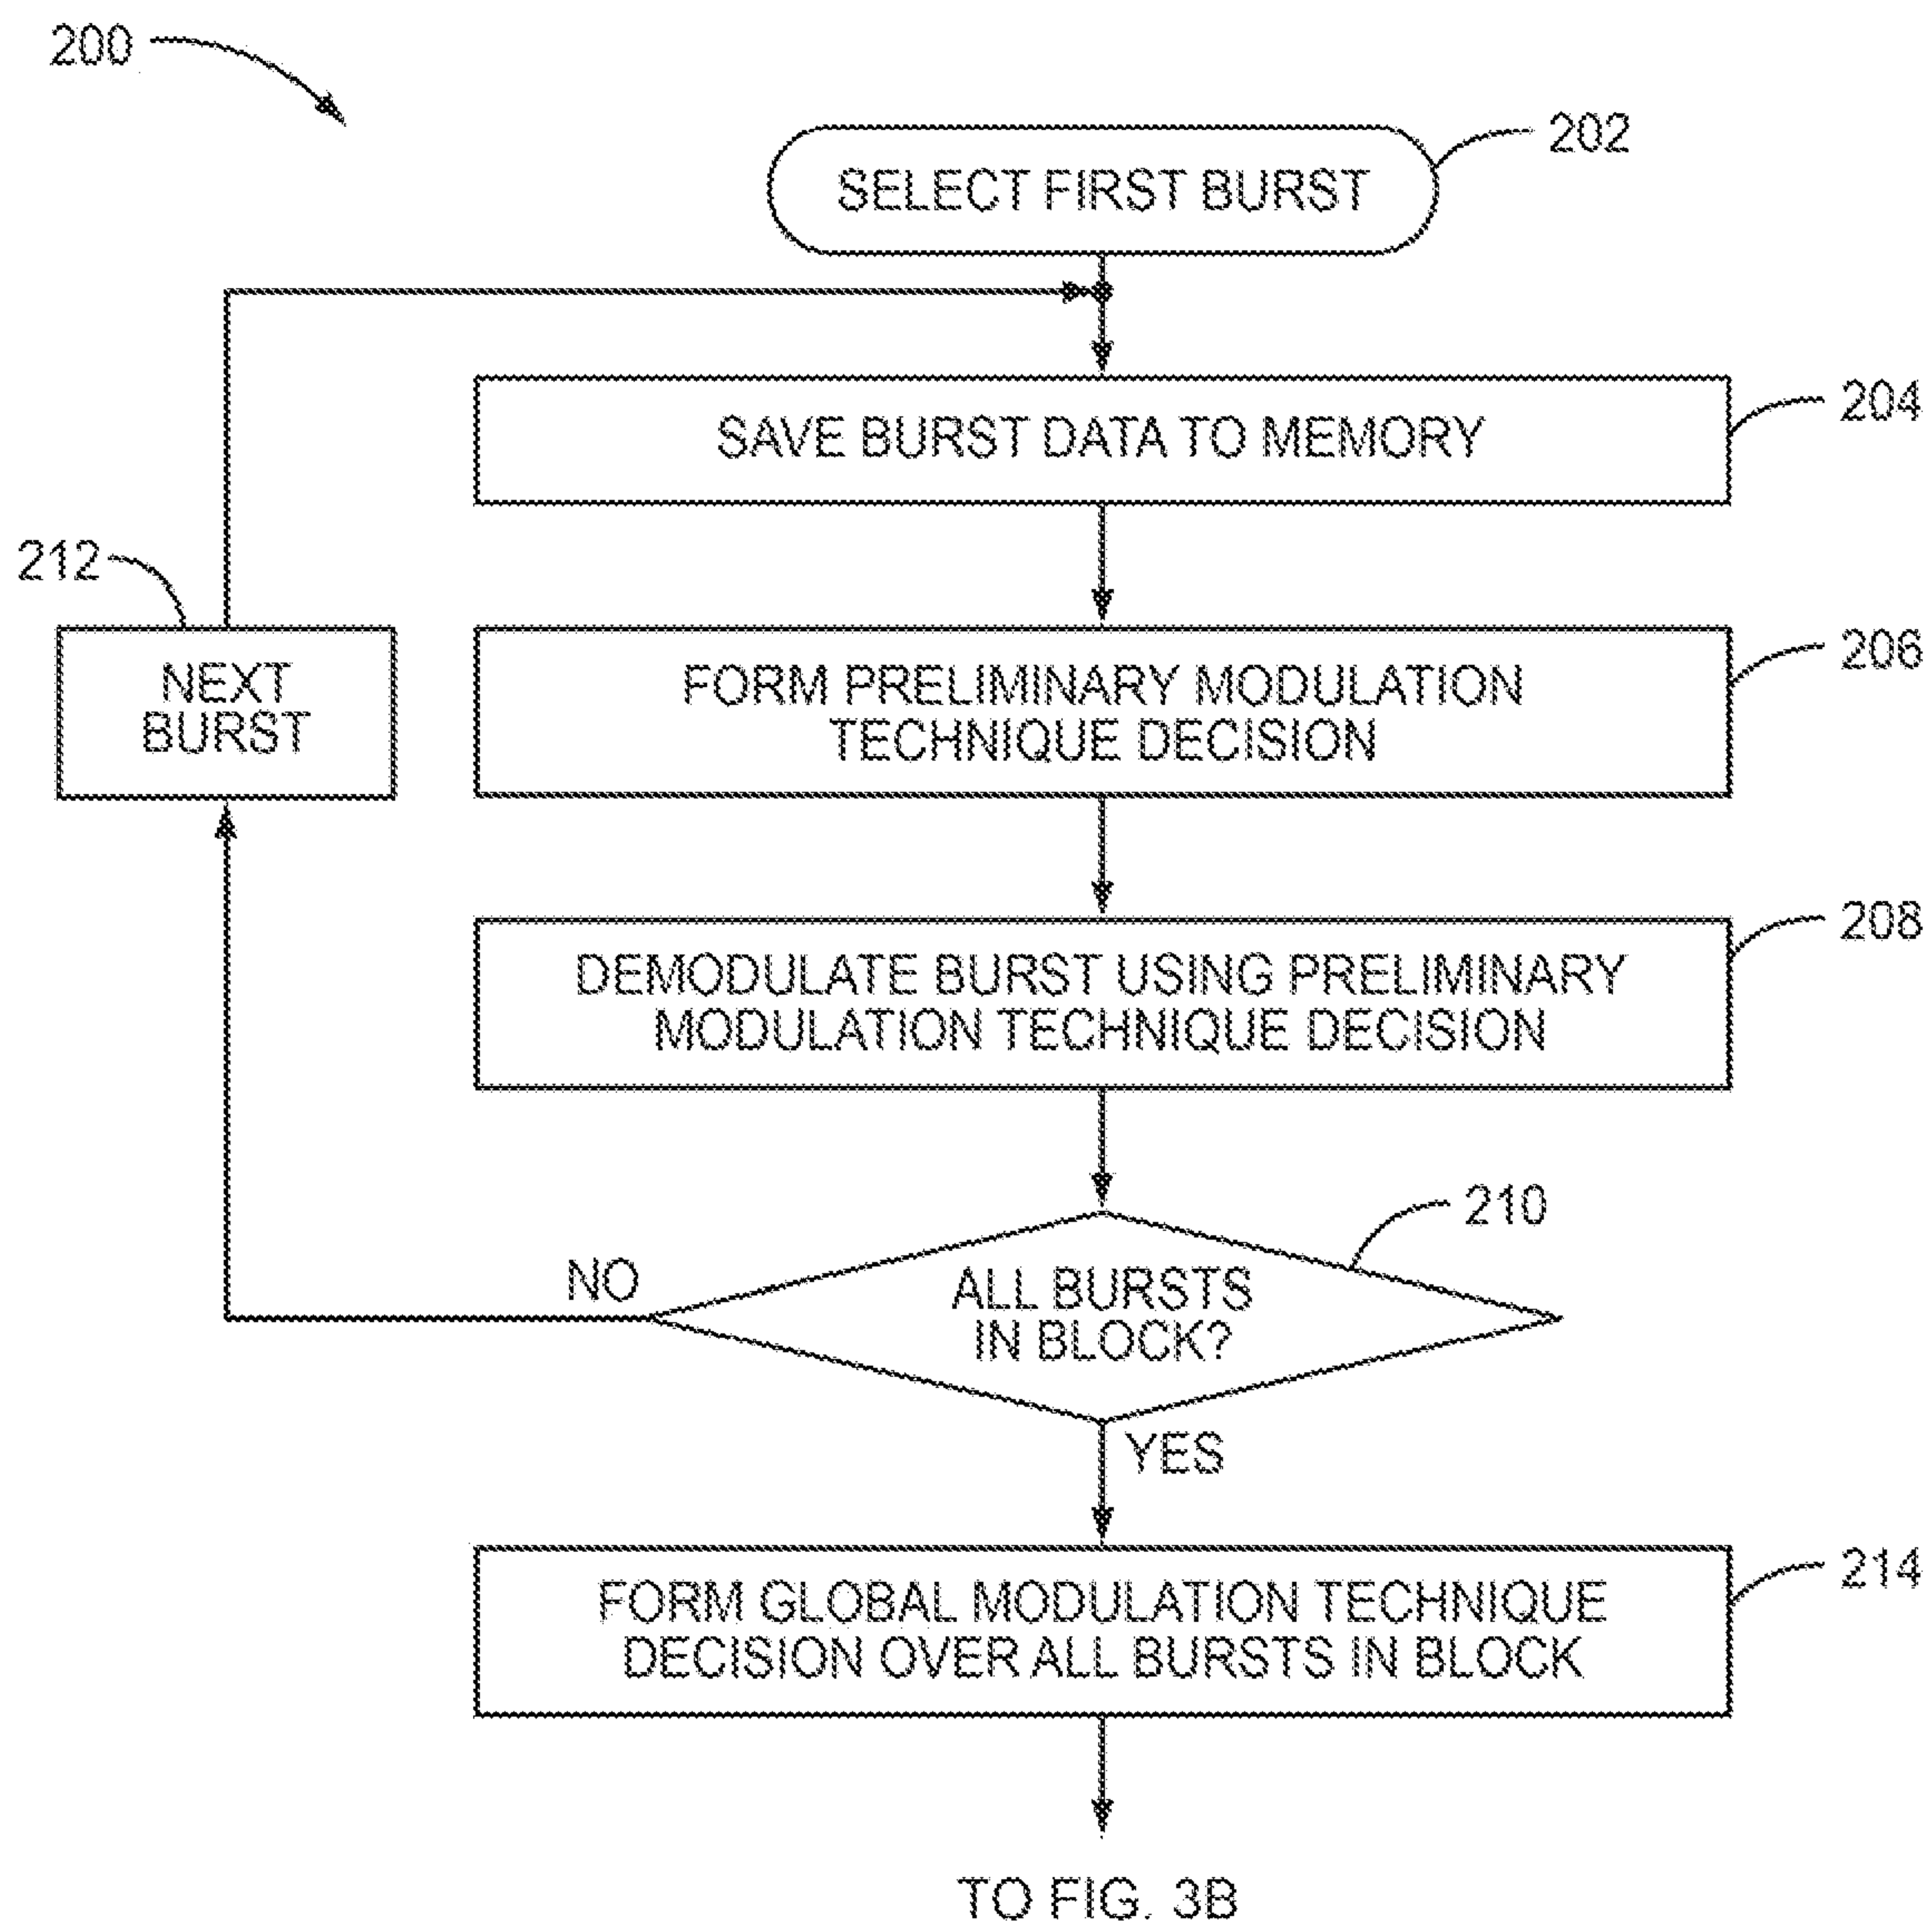 200
202
SELECT FIRST BURST
204
SAVE BURST DATA TO MEMORY
212
NEXT
BURST
206
FORM PRELIMINARY MODULATION
TECHNIQUE DECISION
208
DEMODULATE BURST USING PRELIMINARY
MODULATION TECHNIQUE DECISION
210
NO
ALL BURSTS
IN BLOCK?
YES
214
FORM GLOBAL MODULATION TECHNIQUE
DECISION OVER ALL BURSTS IN BLOCK
TO FIG. 3B